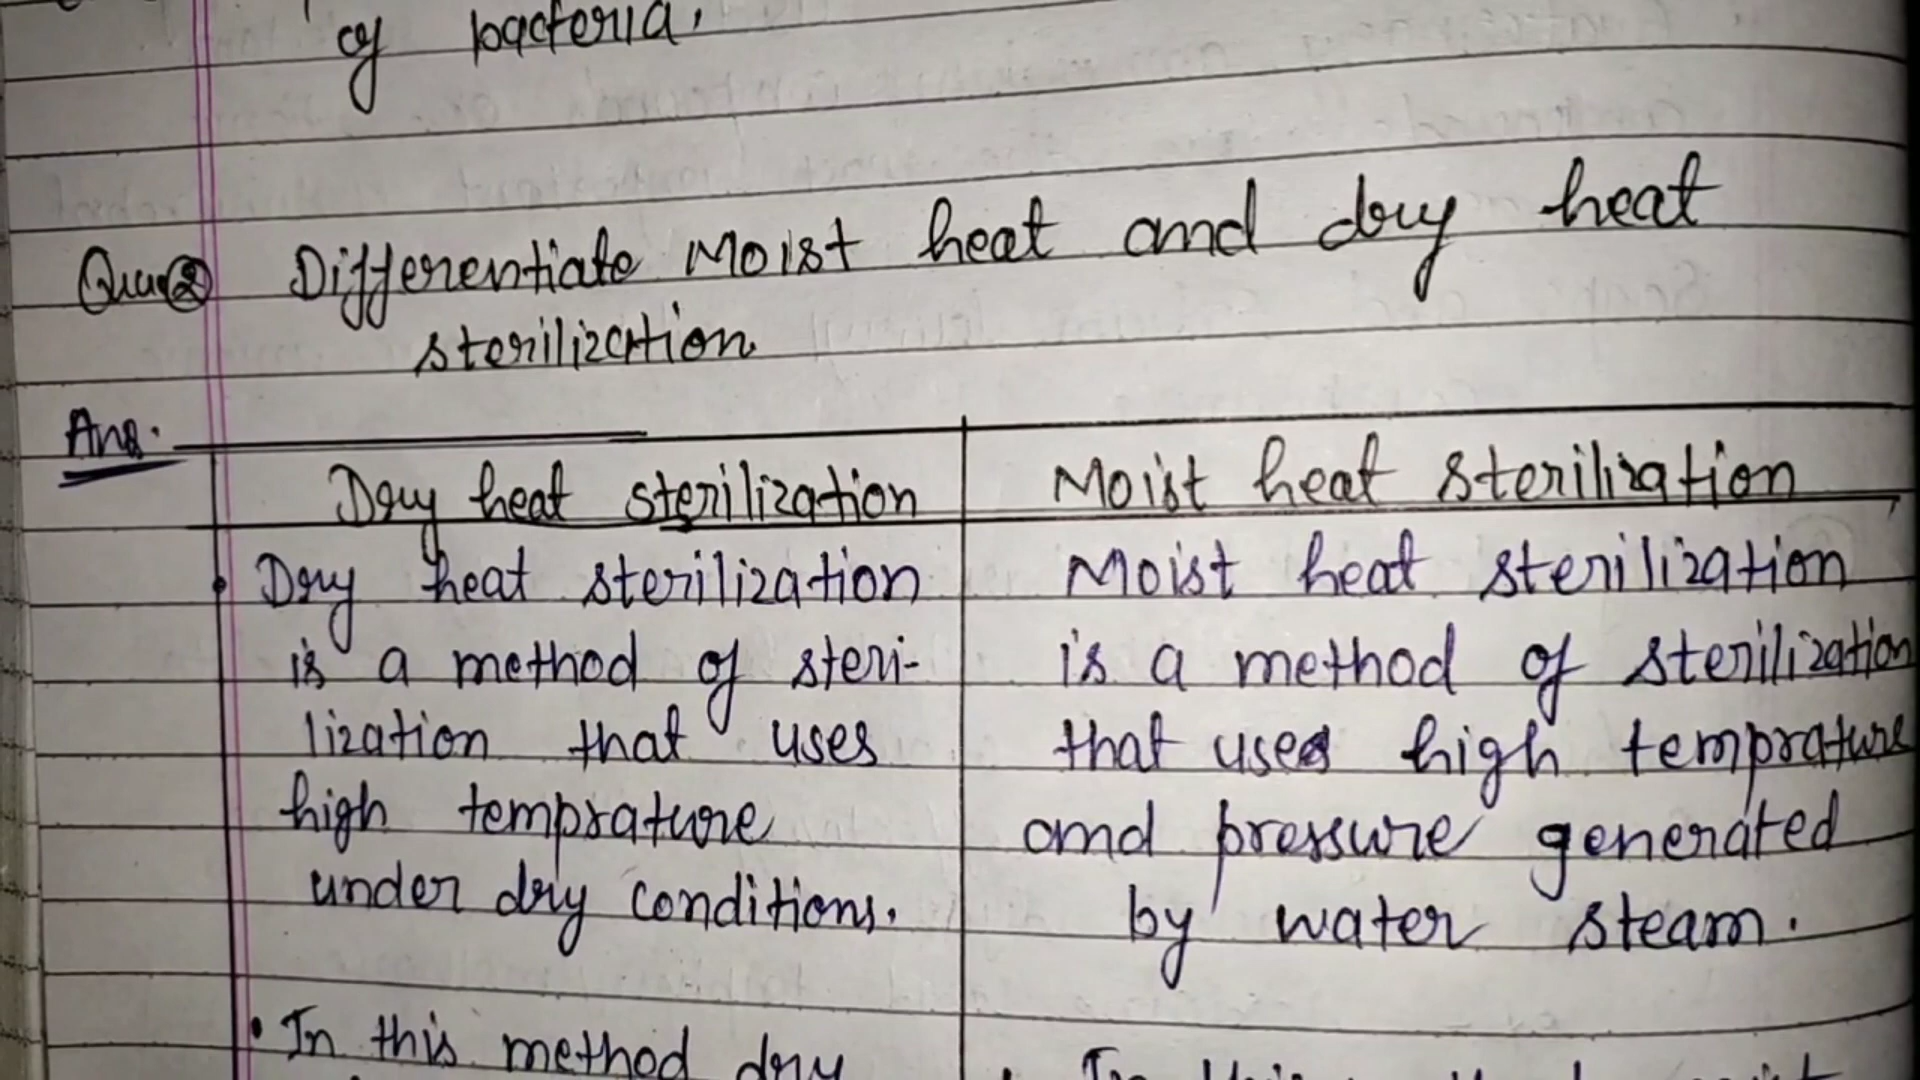 of bacteria.
Que② Differentiate Moist heat and dry heat
sterilization
Ans.
Dry heat sterilization
Moist heat sterilization
• Dry heat sterilization
is a method of steri-
lization that uses
high temprature
under dry conditions.
Moist heat sterilization
is a method of sterilization
that uses high temprature
and pressure generated
by water steam.
• In this method dry